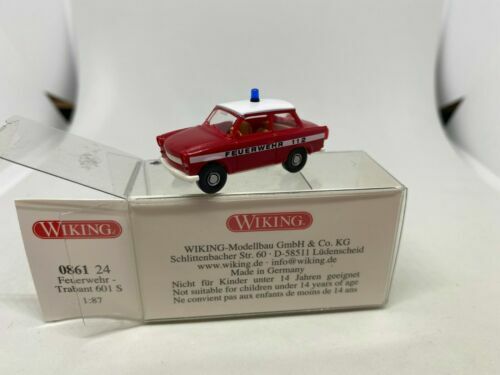 FEUERWEHR 112
WIKING
0861 24
Feuerwehr -
Trabant 601 S
1:87
WIKING
WIKING-Modellbau GmbH & Co. KG
Schlittenbacher Str. 60 · D-58511 Lüdenscheid
www.wiking.de · info@wiking.de
Made in Germany
Nicht für Kinder unter 14 Jahren geeignet
Not suitable for children under 14 years of age
Ne convient pas aux enfants de moins de 14 ans